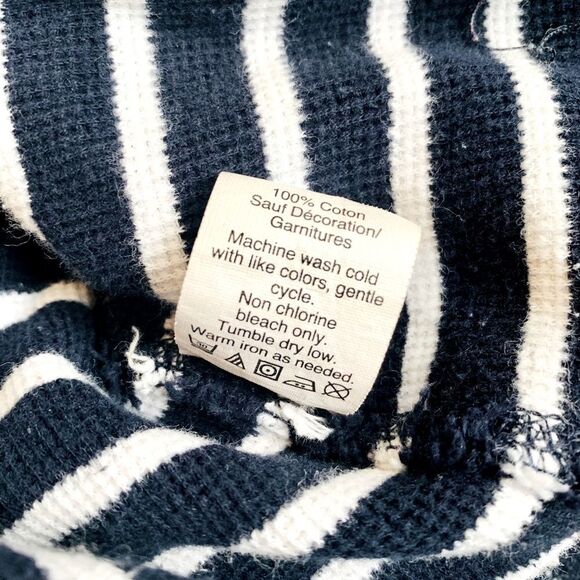 100% Coton
Sauf Décoration/
Garnitures
Machine wash cold
with like colors, gentle
cycle.
Non chlorine
bleach only.
Tumble dry low.
Warm iron as needed.
30